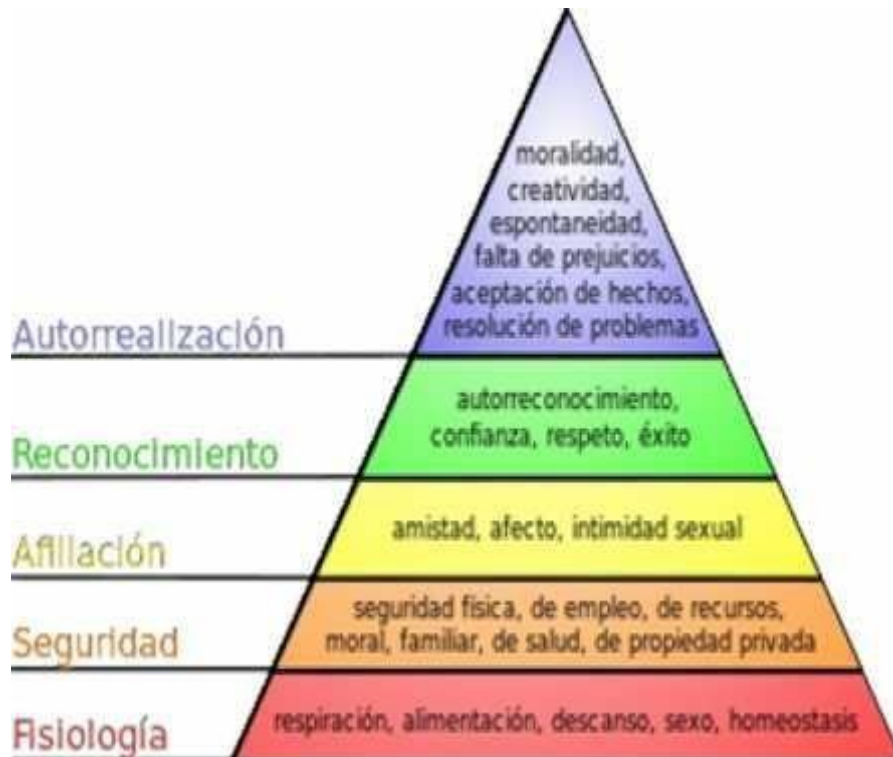 moralidad,
creatividad,
espontaneidad,
falta de prejuicios,
aceptación de hechos,
resolución de problemas
Autorrealización
autorreconocimiento,
confianza, respeto, éxito
Reconocimiento
amistad, afecto, intimidad sexual
Afiliación
seguridad física, de empleo, de recursos,
moral, familiar, de salud, de propiedad privada
Seguridad
respiración, alimentación, descanso, sexo, homeostasis
Fisiología